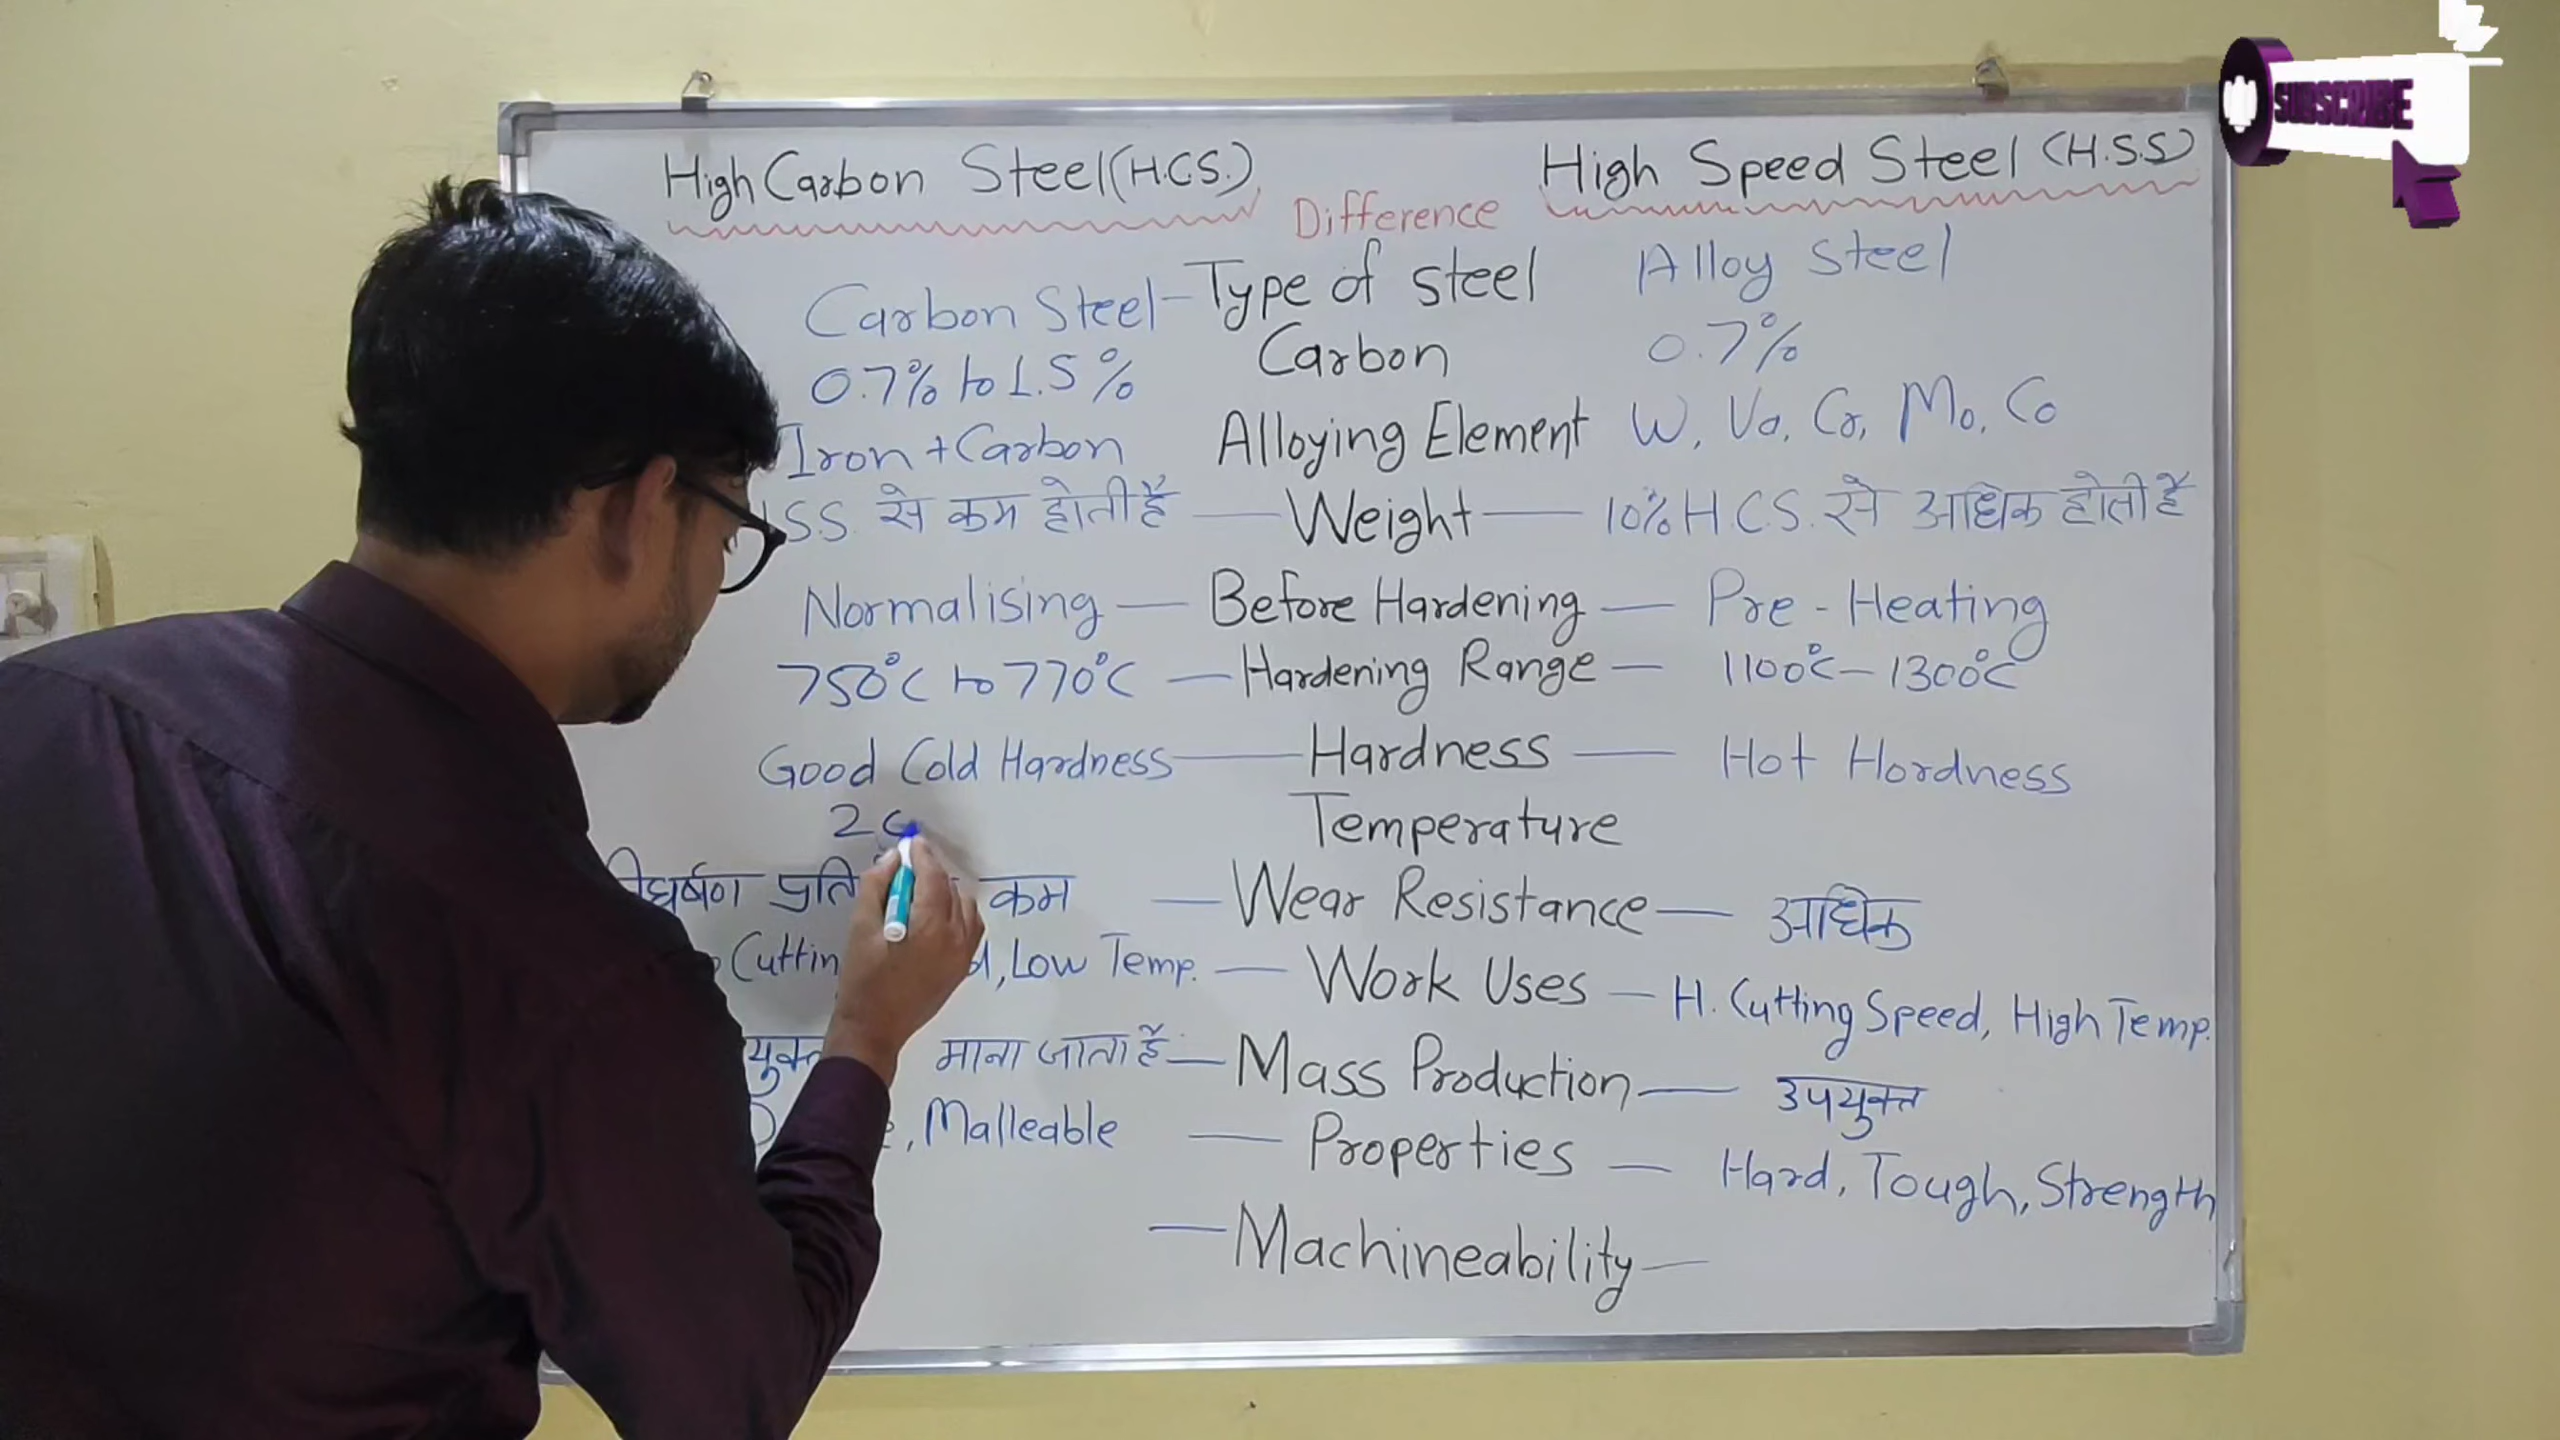 SUBSCRIBE
High Carbon Steel (H.C.S.) Difference High Speed Steel (H.S.S)
Carbon Steel - Type of Steel Alloy Steel
0.7% to 1.5% Carbon 0.7%
Iron + Carbon Alloying Element W, Va, Cr, Mo, Co
S.S. से कम होती हैं — Weight — 10% H.C.S. से अधिक होती हैं
Normalising — Before Hardening — Pre - Heating
750°C to 770°C — Hardening Range — 1100°C - 1300°C
Good Cold Hardness — Hardness — Hot Hordness
2 Temperature
कम — Wear Resistance — अधिक
Low Temp. — Work Uses — H. Cutting Speed, High Temp.
माना जाता हैं — Mass Production — उपयुक्त
, Malleable — Properties — Hard, Tough, Strength
— Machineability —